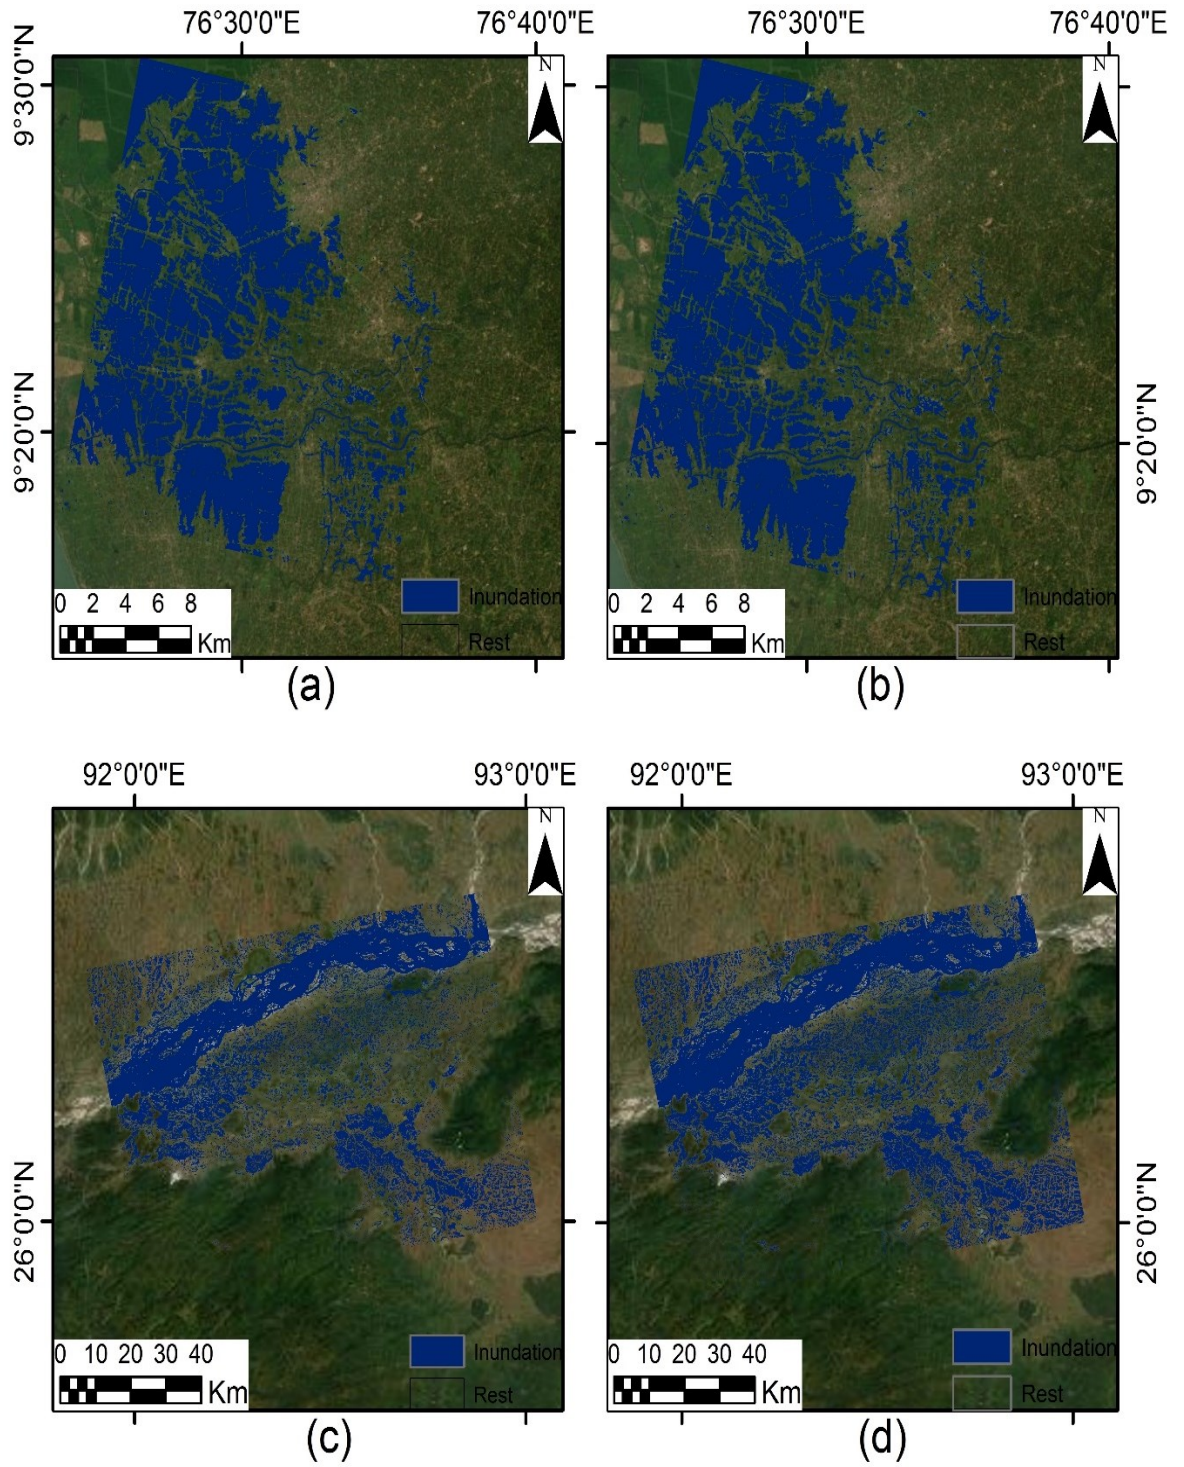 76°30'0"E 76°40'0"E 76°30'0"E 76°40'0"E
9°30'0"N
N
N
9°20'0"N
9°20'0"N
0 2 4 6 8
Km
Inundation
Rest
0 2 4 6 8
Km
Inundation
Rest
(a) (b)
92°0'0"E 93°0'0"E 92°0'0"E 93°0'0"E
N
N
26°0'0"N
26°0'0"N
0 10 20 30 40
Km
Inundation
Rest
0 10 20 30 40
Km
Inundation
Rest
(c) (d)